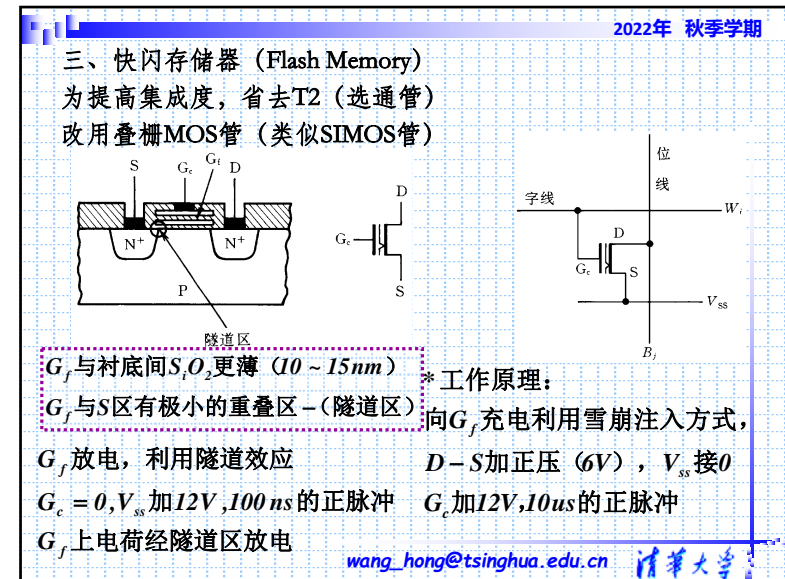 2022年 秋季学期
三、快闪存储器（Flash Memory）
为提高集成度，省去T2（选通管）
改用叠栅MOS管（类似SIMOS管）
S
Gc
Gf
D
N+
N+
P
隧道区
D
Gc
S
位
线
字线
Wi
D
Gc
S
Vss
Bj
Gf与衬底间SiO2更薄（10 ~ 15nm）
Gf与S区有极小的重叠区 –（隧道区）
Gf放电，利用隧道效应
Gc = 0,Vss加12V ,100ns的正脉冲
Gf上电荷经隧道区放电
*工作原理：
向Gf充电利用雪崩注入方式，
D – S加正压（6V），Vss接0
Gc加12V,10us的正脉冲
wang_hong@tsinghua.edu.cn
清华大学